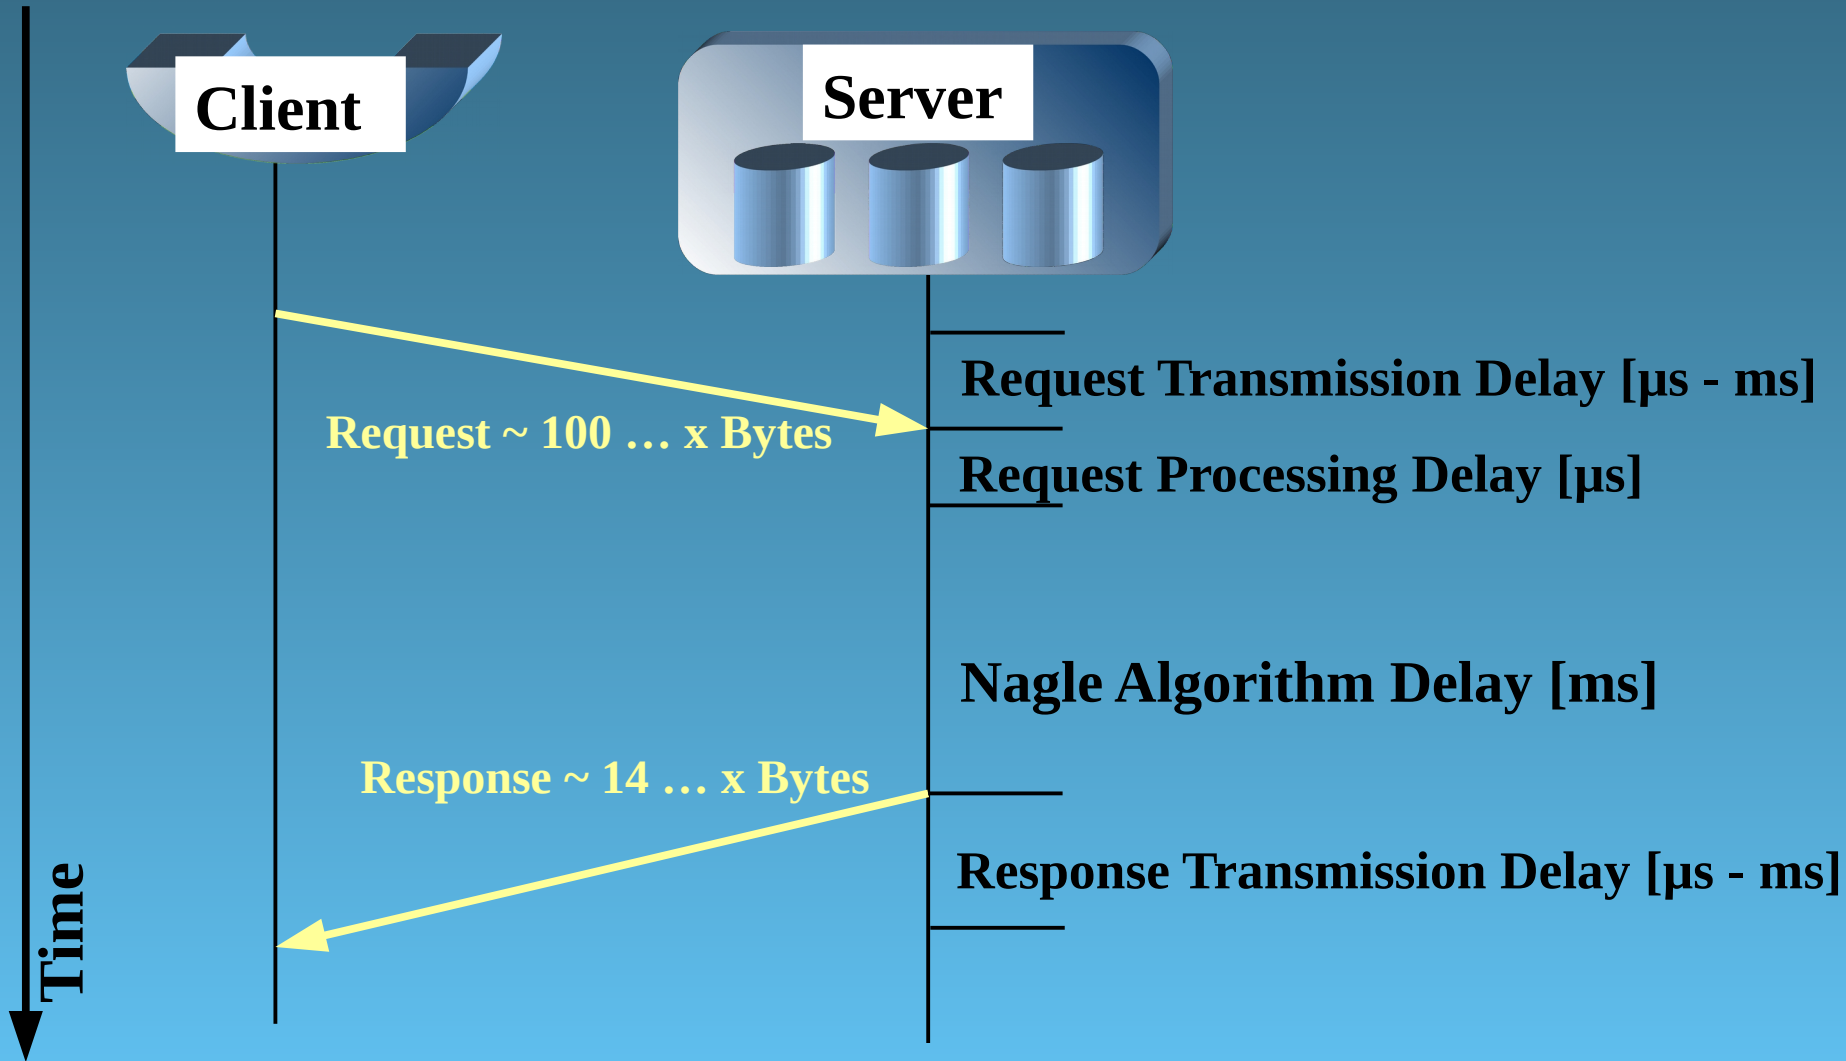 Client
Server
Request Transmission Delay [µs - ms]
Request ~ 100 … x Bytes
Request Processing Delay [µs]
Nagle Algorithm Delay [ms]
Response ~ 14 … x Bytes
Response Transmission Delay [µs - ms]
Time